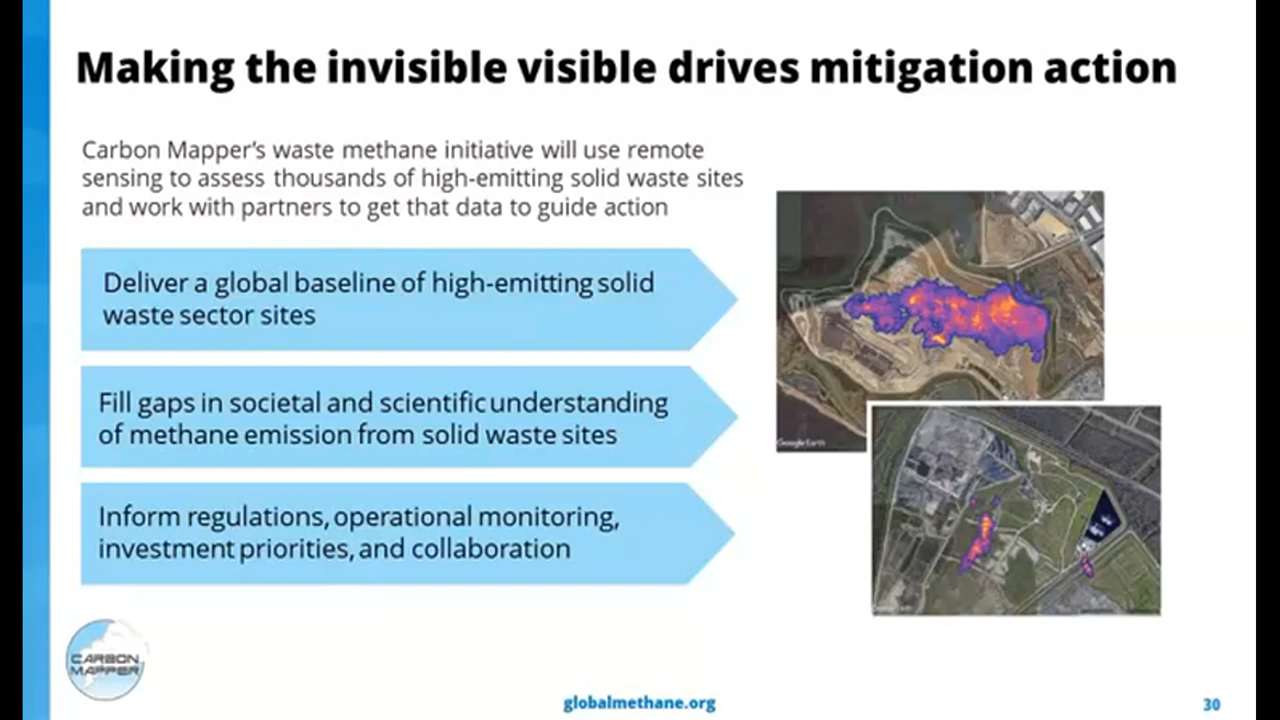 Making the invisible visible drives mitigation action
Carbon Mapper's waste methane initiative will use remote
sensing to assess thousands of high-emitting solid waste sites
and work with partners to get that data to guide action
Deliver a global baseline of high-emitting solid
waste sector sites
Fill gaps in societal and scientific understanding
of methane emission from solid waste sites
Inform regulations, operational monitoring,
investment priorities, and collaboration
Google Earth
CARBON
MAPPER
globalmethane.org
30